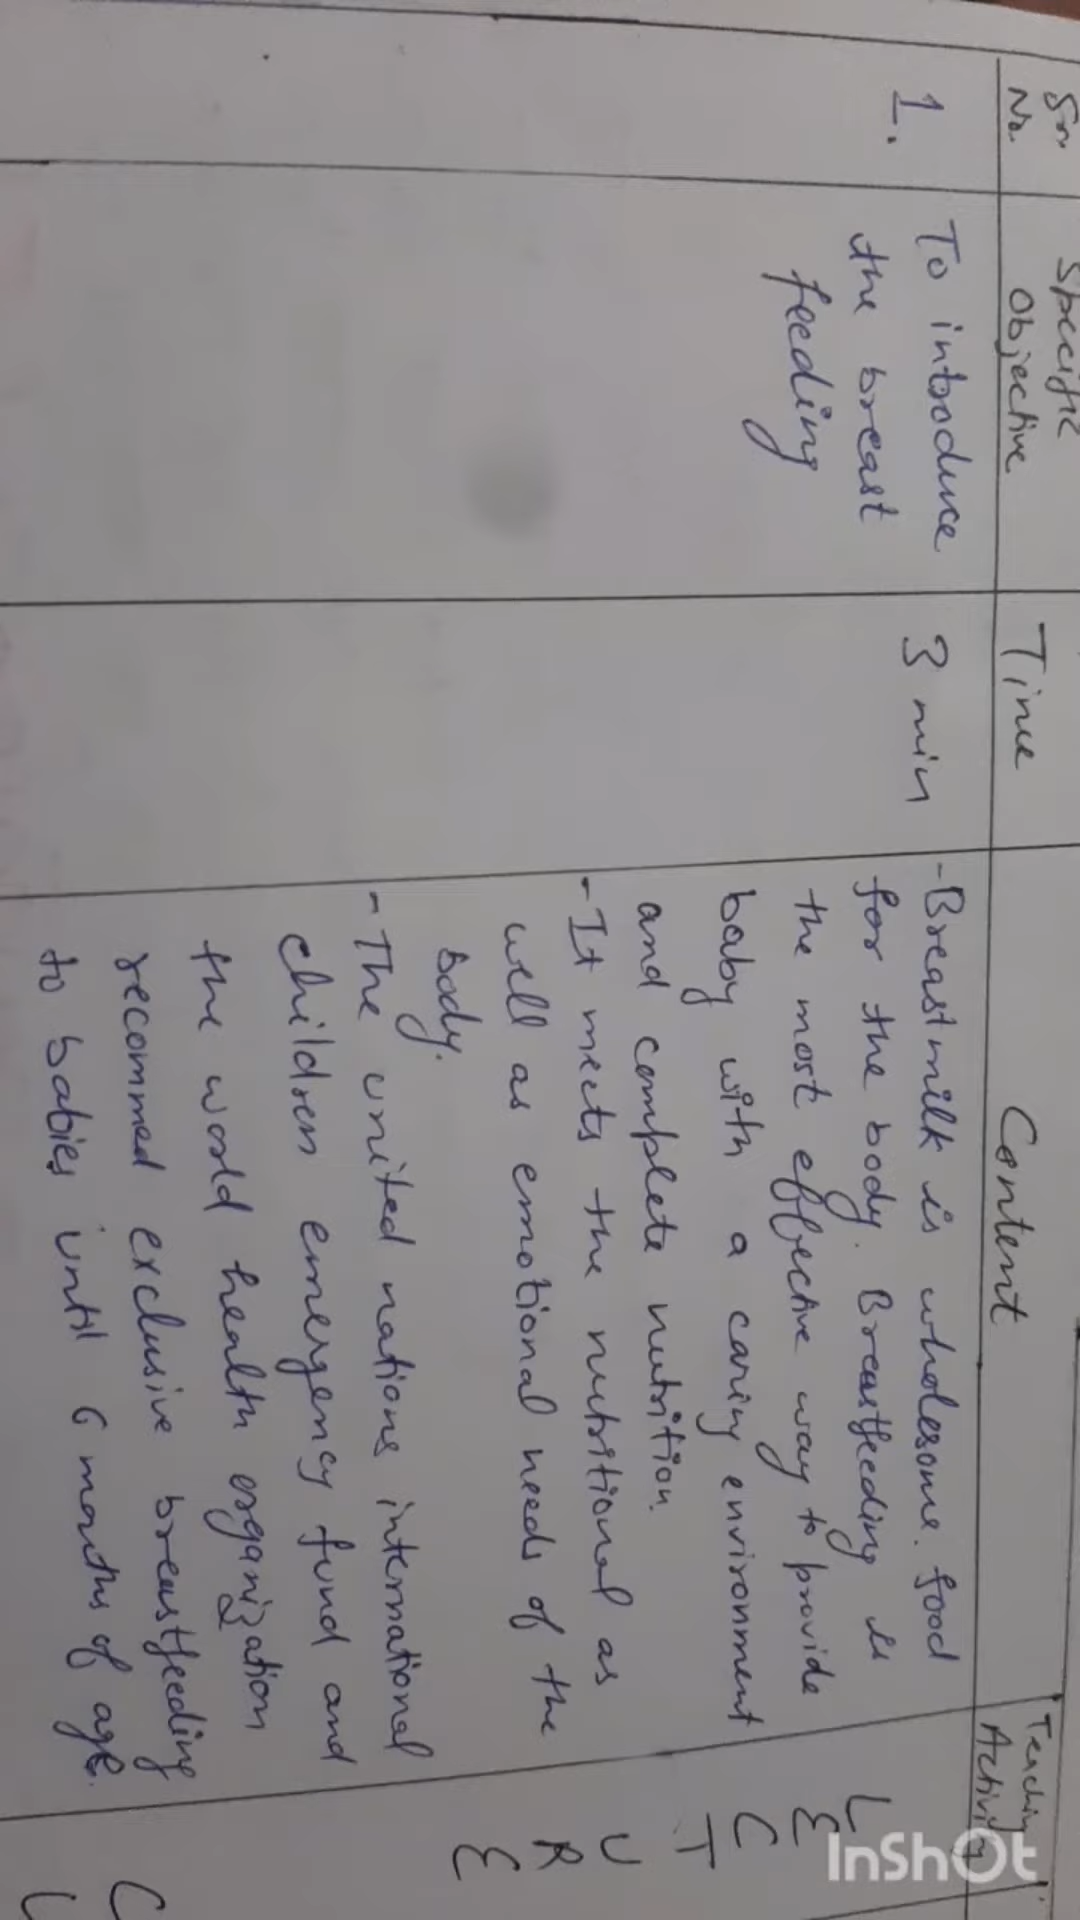 Sr. No.
Specific Objective
Time
Content
Teaching Activity
1.
To introduce
the breast
feeding
3 min
- Breastmilk is wholesome food
for the body. Breastfeeding is
the most effective way to provide
baby with a caring environment
and complete nutrition.
- It meets the nutritional as
well as emotional needs of the
body.
- The united nations international
children emergency fund and
the world health organization
recommed exclusive breastfeeding
to babies until 6 months of age.
L
E
C
T
U
R
E
InShOt